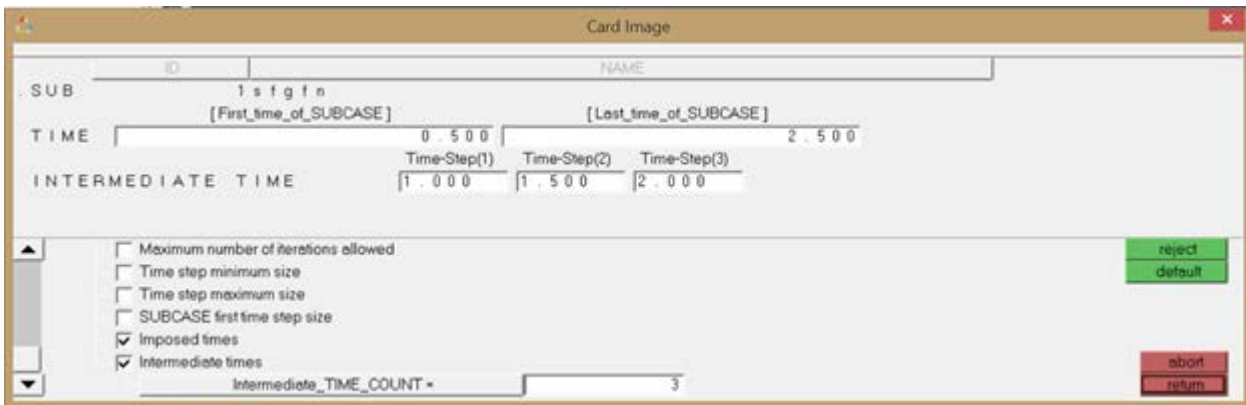 Card Image
ID NAME
.SUB 1sfgfn
[First_time_of_SUBCASE] [Last_time_of_SUBCASE]
TIME 0.500 2.500
Time-Step(1) Time-Step(2) Time-Step(3)
INTERMEDIATE TIME 1.000 1.500 2.000
Maximum number of iterations allowed reject
Time step minimum size default
Time step maximum size
SUBCASE first time step size
Imposed times
Intermediate times abort
Intermediate_TIME_COUNT = 3 return